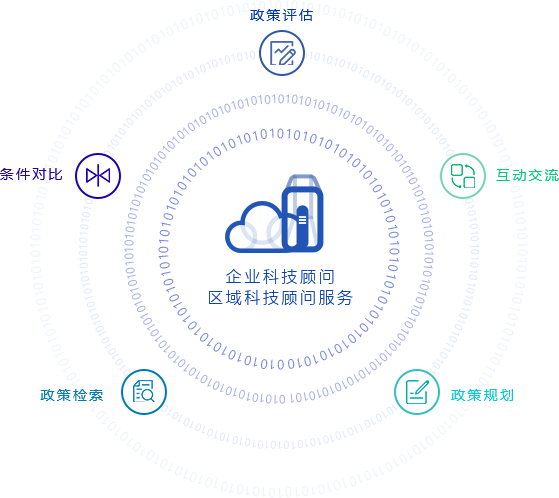 政策评估
条件对比
互动交流
企业科技顾问
区域科技顾问服务
政策检索
政策规划